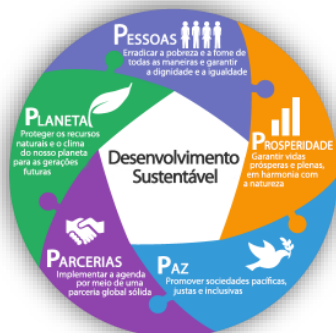 PESSOAS
Erradicar a pobreza e a fome de
todas as maneiras e garantir
a dignidade e a igualdade
PLANETA
Proteger os recursos
naturais e o clima
do nosso planeta
para as gerações
futuras
PROSPERIDADE
Garantir vidas
prósperas e plenas,
em harmonia com
a natureza
Desenvolvimento
Sustentável
PARCERIAS
Implementar a agenda
por meio de uma
parceria global sólida
PAZ
Promover sociedades pacíficas,
justas e inclusivas